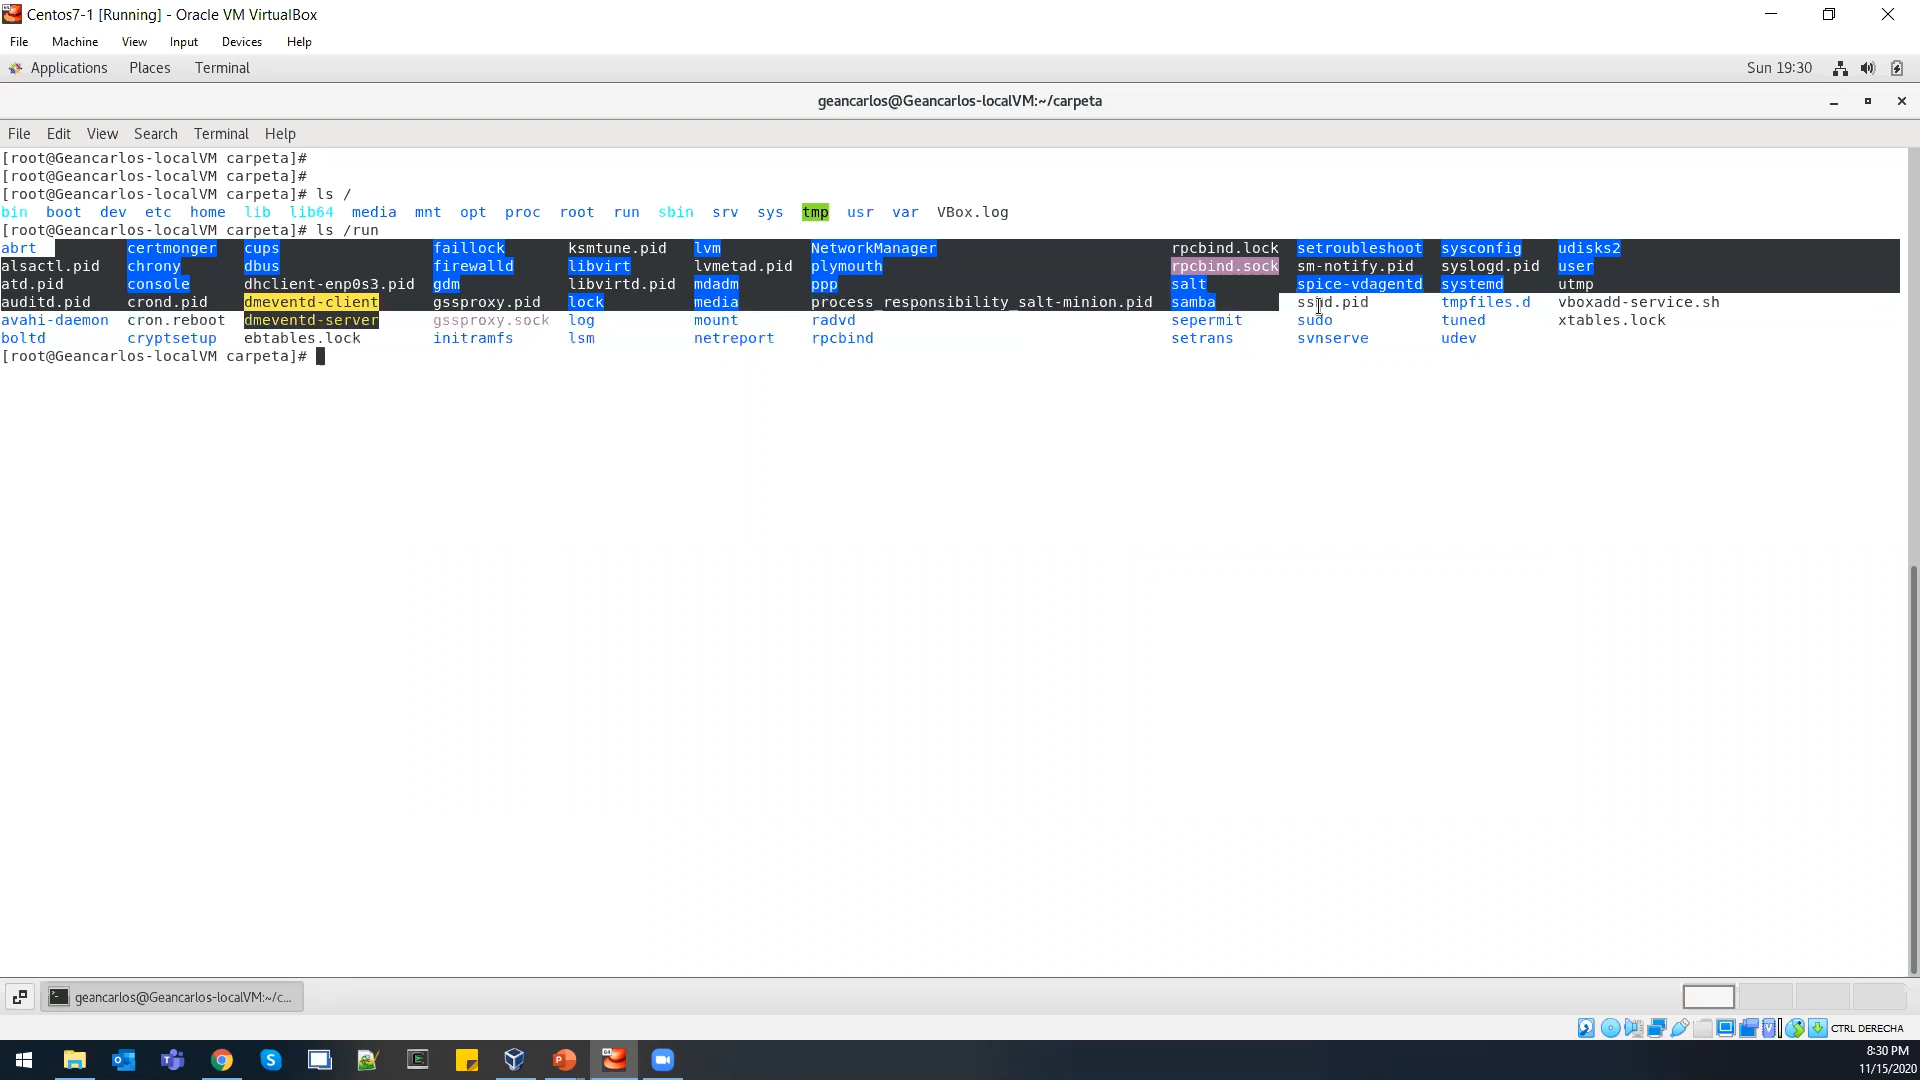 Centos7-1 [Running] - Oracle VM VirtualBox
File Machine View Input Devices Help
Applications Places Terminal Sun 19:30
geancarlos@Geancarlos-localVM:~/carpeta
File Edit View Search Terminal Help
[root@Geancarlos-localVM carpeta]#
[root@Geancarlos-localVM carpeta]#
[root@Geancarlos-localVM carpeta]# ls /
bin boot dev etc home lib lib64 media mnt opt proc root run sbin srv sys tmp usr var VBox.log
[root@Geancarlos-localVM carpeta]# ls /run
abrt certmonger cups faillock ksmtune.pid lvm NetworkManager rpcbind.lock setroubleshoot sysconfig udisks2
alsactl.pid chrony dbus firewalld libvirt lvmetad.pid plymouth rpcbind.sock sm-notify.pid syslogd.pid user
atd.pid console dhclient-enp0s3.pid gdm libvirtd.pid mdadm ppp salt spice-vdagentd systemd utmp
auditd.pid crond.pid dmeventd-client gssproxy.pid lock media process_responsibility_salt-minion.pid samba sshd.pid tmpfiles.d vboxadd-service.sh
avahi-daemon cron.reboot dmeventd-server gssproxy.sock log mount radvd sepermit sudo tuned xtables.lock
boltd cryptsetup ebtables.lock initramfs lsm netreport rpcbind setrans svnserve udev
[root@Geancarlos-localVM carpeta]#
geancarlos@Geancarlos-localVM:~/c...
CTRL DERECHA
8:30 PM
11/15/2020